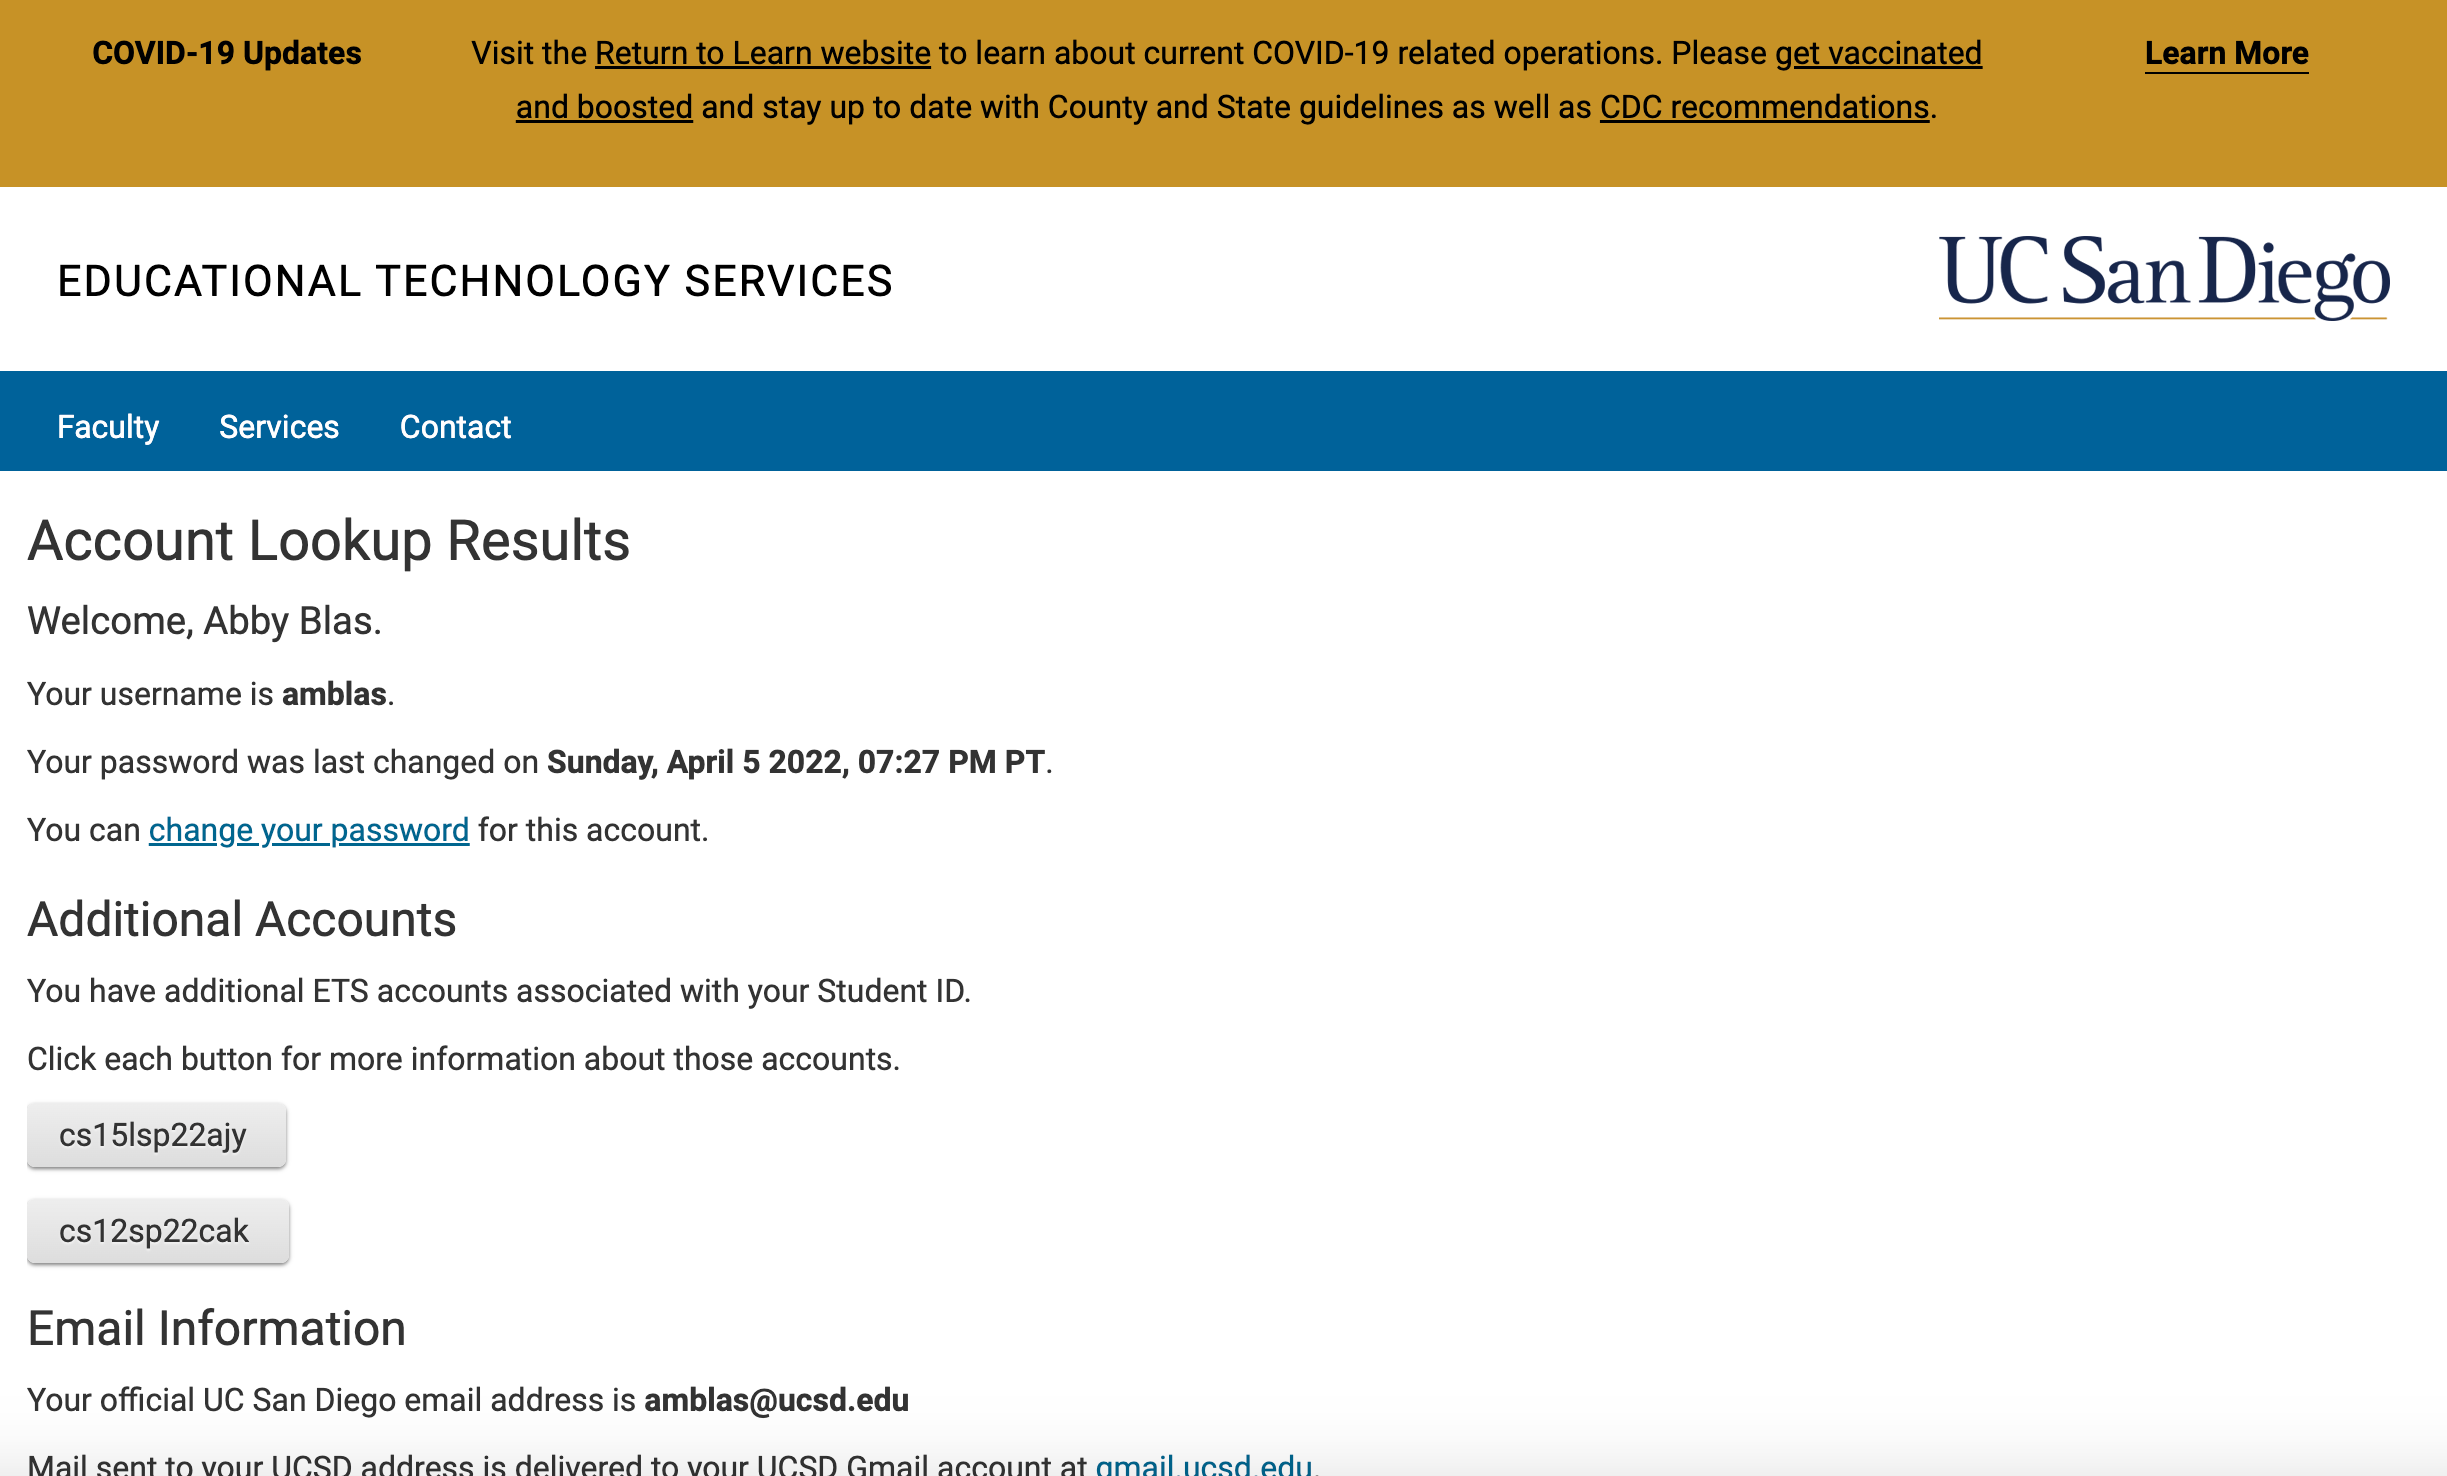 COVID-19 Updates
Visit the Return to Learn website to learn about current COVID-19 related operations. Please get vaccinated
and boosted and stay up to date with County and State guidelines as well as CDC recommendations.
Learn More
EDUCATIONAL TECHNOLOGY SERVICES
UC San Diego
Faculty Services Contact
Account Lookup Results
Welcome, Abby Blas.
Your username is amblas.
Your password was last changed on Sunday, April 5 2022, 07:27 PM PT.
You can change your password for this account.
Additional Accounts
You have additional ETS accounts associated with your Student ID.
Click each button for more information about those accounts.
cs15lsp22ajy
cs12sp22cak
Email Information
Your official UC San Diego email address is amblas@ucsd.edu
Mail sent to your UCSD address is delivered to your UCSD Gmail account at gmail.ucsd.edu.